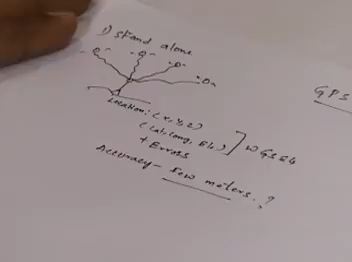 1) Stand alone
GPS
Location: (x, y, z)
(Lat, Long, Ele)
+ Errors
WGS84
Accuracy - Few meters. ?